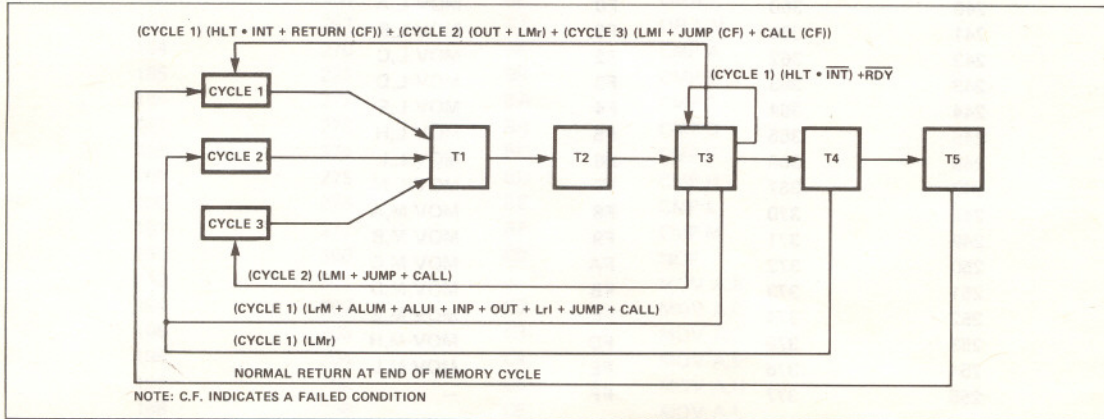 (CYCLE 1) (HLT • INT + RETURN (CF)) + (CYCLE 2) (OUT + LMr) + (CYCLE 3) (LMI + JUMP (CF) + CALL (CF))
(CYCLE 1) (HLT • I̅N̅T̅) + R̅D̅Y̅
CYCLE 1
CYCLE 2
CYCLE 3
T1
T2
T3
T4
T5
(CYCLE 2) (LMI + JUMP + CALL)
(CYCLE 1) (LrM + ALUM + ALUI + INP + OUT + LrI + JUMP + CALL)
(CYCLE 1) (LMr)
NORMAL RETURN AT END OF MEMORY CYCLE
NOTE: C.F. INDICATES A FAILED CONDITION